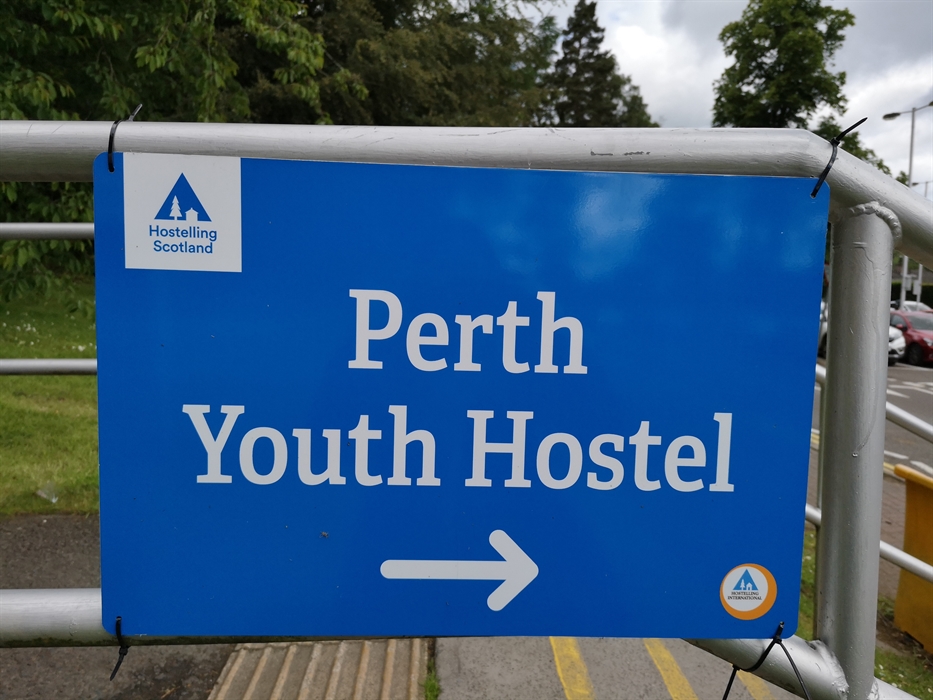 Hostelling
Scotland
Perth
Youth Hostel
HOSTELLING
INTERNATIONAL